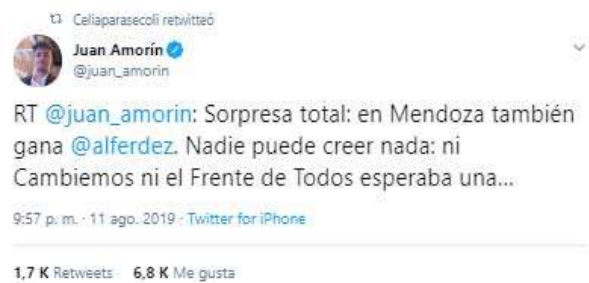 Celiaparasecoli retwitteó
Juan Amorín
@juan_amorin
RT @juan_amorin: Sorpresa total: en Mendoza también
gana @alferdez. Nadie puede creer nada: ni
Cambiemos ni el Frente de Todos esperaba una...
9:57 p. m. · 11 ago. 2019 · Twitter for iPhone
1,7 K Retweets 6,8 K Me gusta